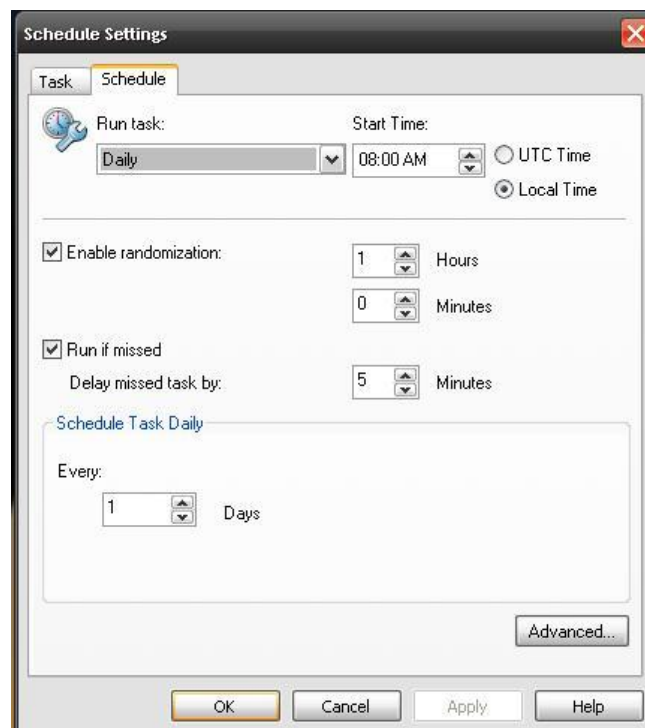 Schedule Settings
Task Schedule
Run task: Start Time:
Daily 08:00 AM UTC Time
Local Time
Enable randomization: 1 Hours
0 Minutes
Run if missed
Delay missed task by: 5 Minutes
Schedule Task Daily
Every:
1 Days
Advanced...
OK Cancel Apply Help